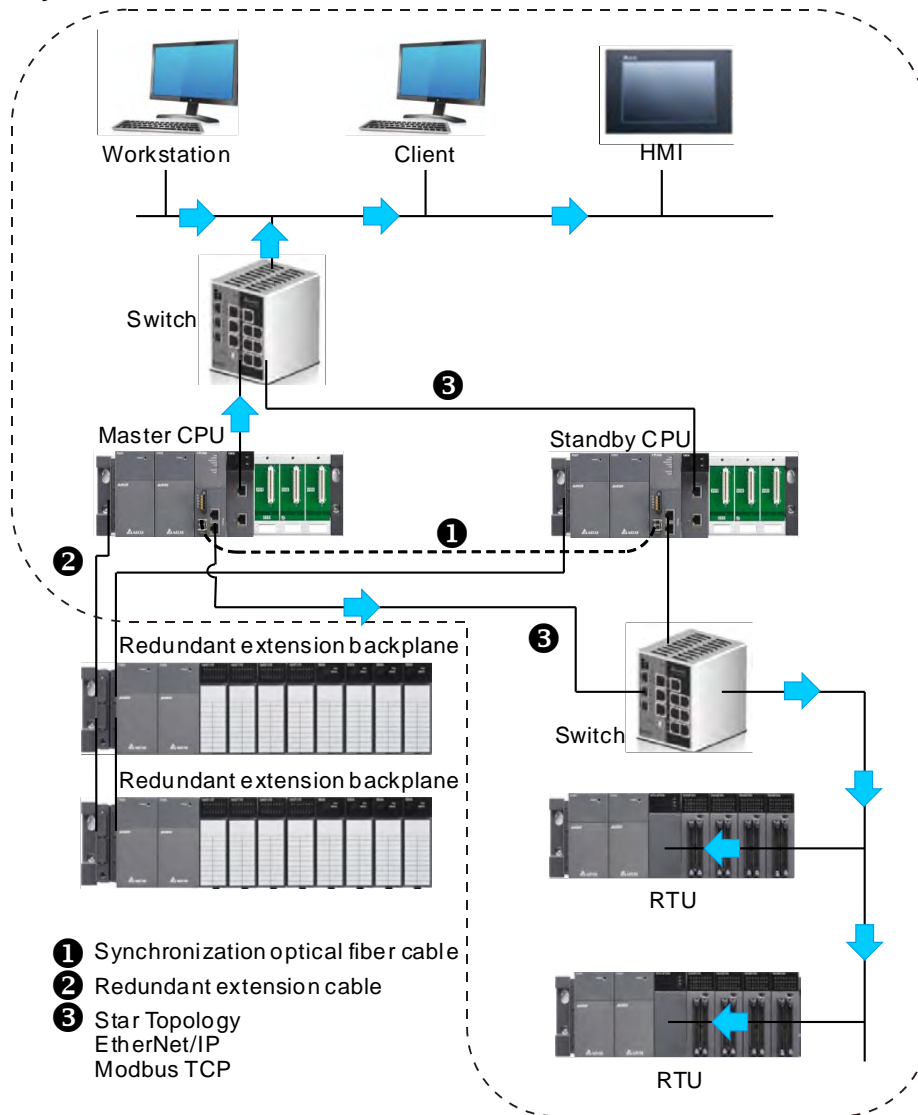 Workstation
Client
HMI
Switch
❸
Master CPU
Standby CPU
❶
❷
Redundant extension backplane
❸
Switch
Redundant extension backplane
RTU
❶ Synchronization optical fiber cable
❷ Redundant extension cable
❸ Star Topology
EtherNet/IP
Modbus TCP
RTU